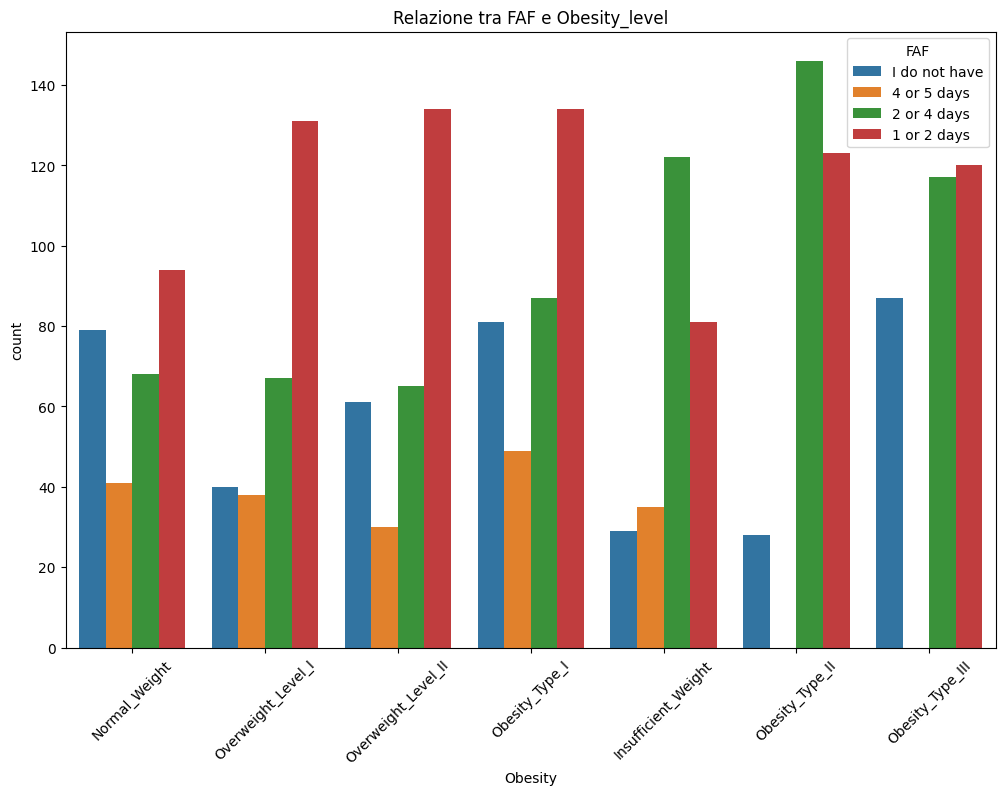 Relazione tra FAF e Obesity_level
FAF
I do not have
4 or 5 days
2 or 4 days
1 or 2 days
count
140
120
100
80
60
40
20
0
Normal_Weight
Overweight_Level_I
Overweight_Level_II
Obesity_Type_I
Insufficient_Weight
Obesity_Type_II
Obesity_Type_III
Obesity